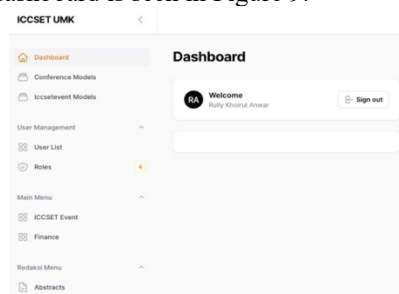 dashboard is seen in Figure 9.
ICCSET UMK
Dashboard
Conference Models
Iccsetevent Models
User Management
User List
Roles 4
Main Menu
ICCSET Event
Finance
Redaksi Menu
Abstracts
Dashboard
RA Welcome
Rully Khoirul Anwar
Sign out